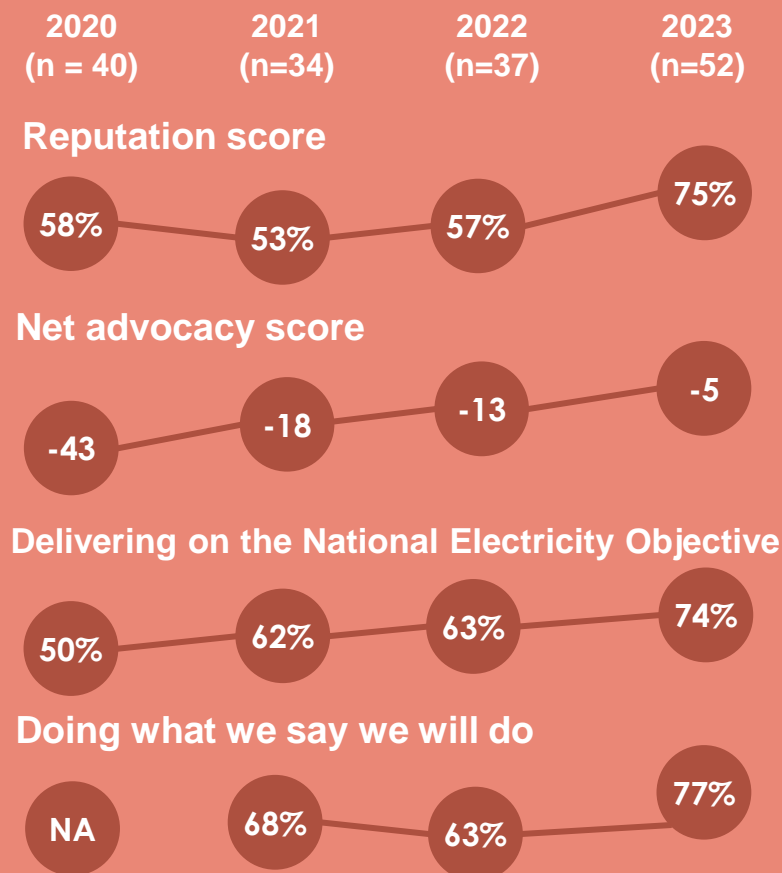 2020 2021 2022 2023
(n = 40) (n=34) (n=37) (n=52)
Reputation score
58% 53% 57% 75%
Net advocacy score
-43 -18 -13 -5
Delivering on the National Electricity Objective
50% 62% 63% 74%
Doing what we say we will do
NA 68% 63% 77%